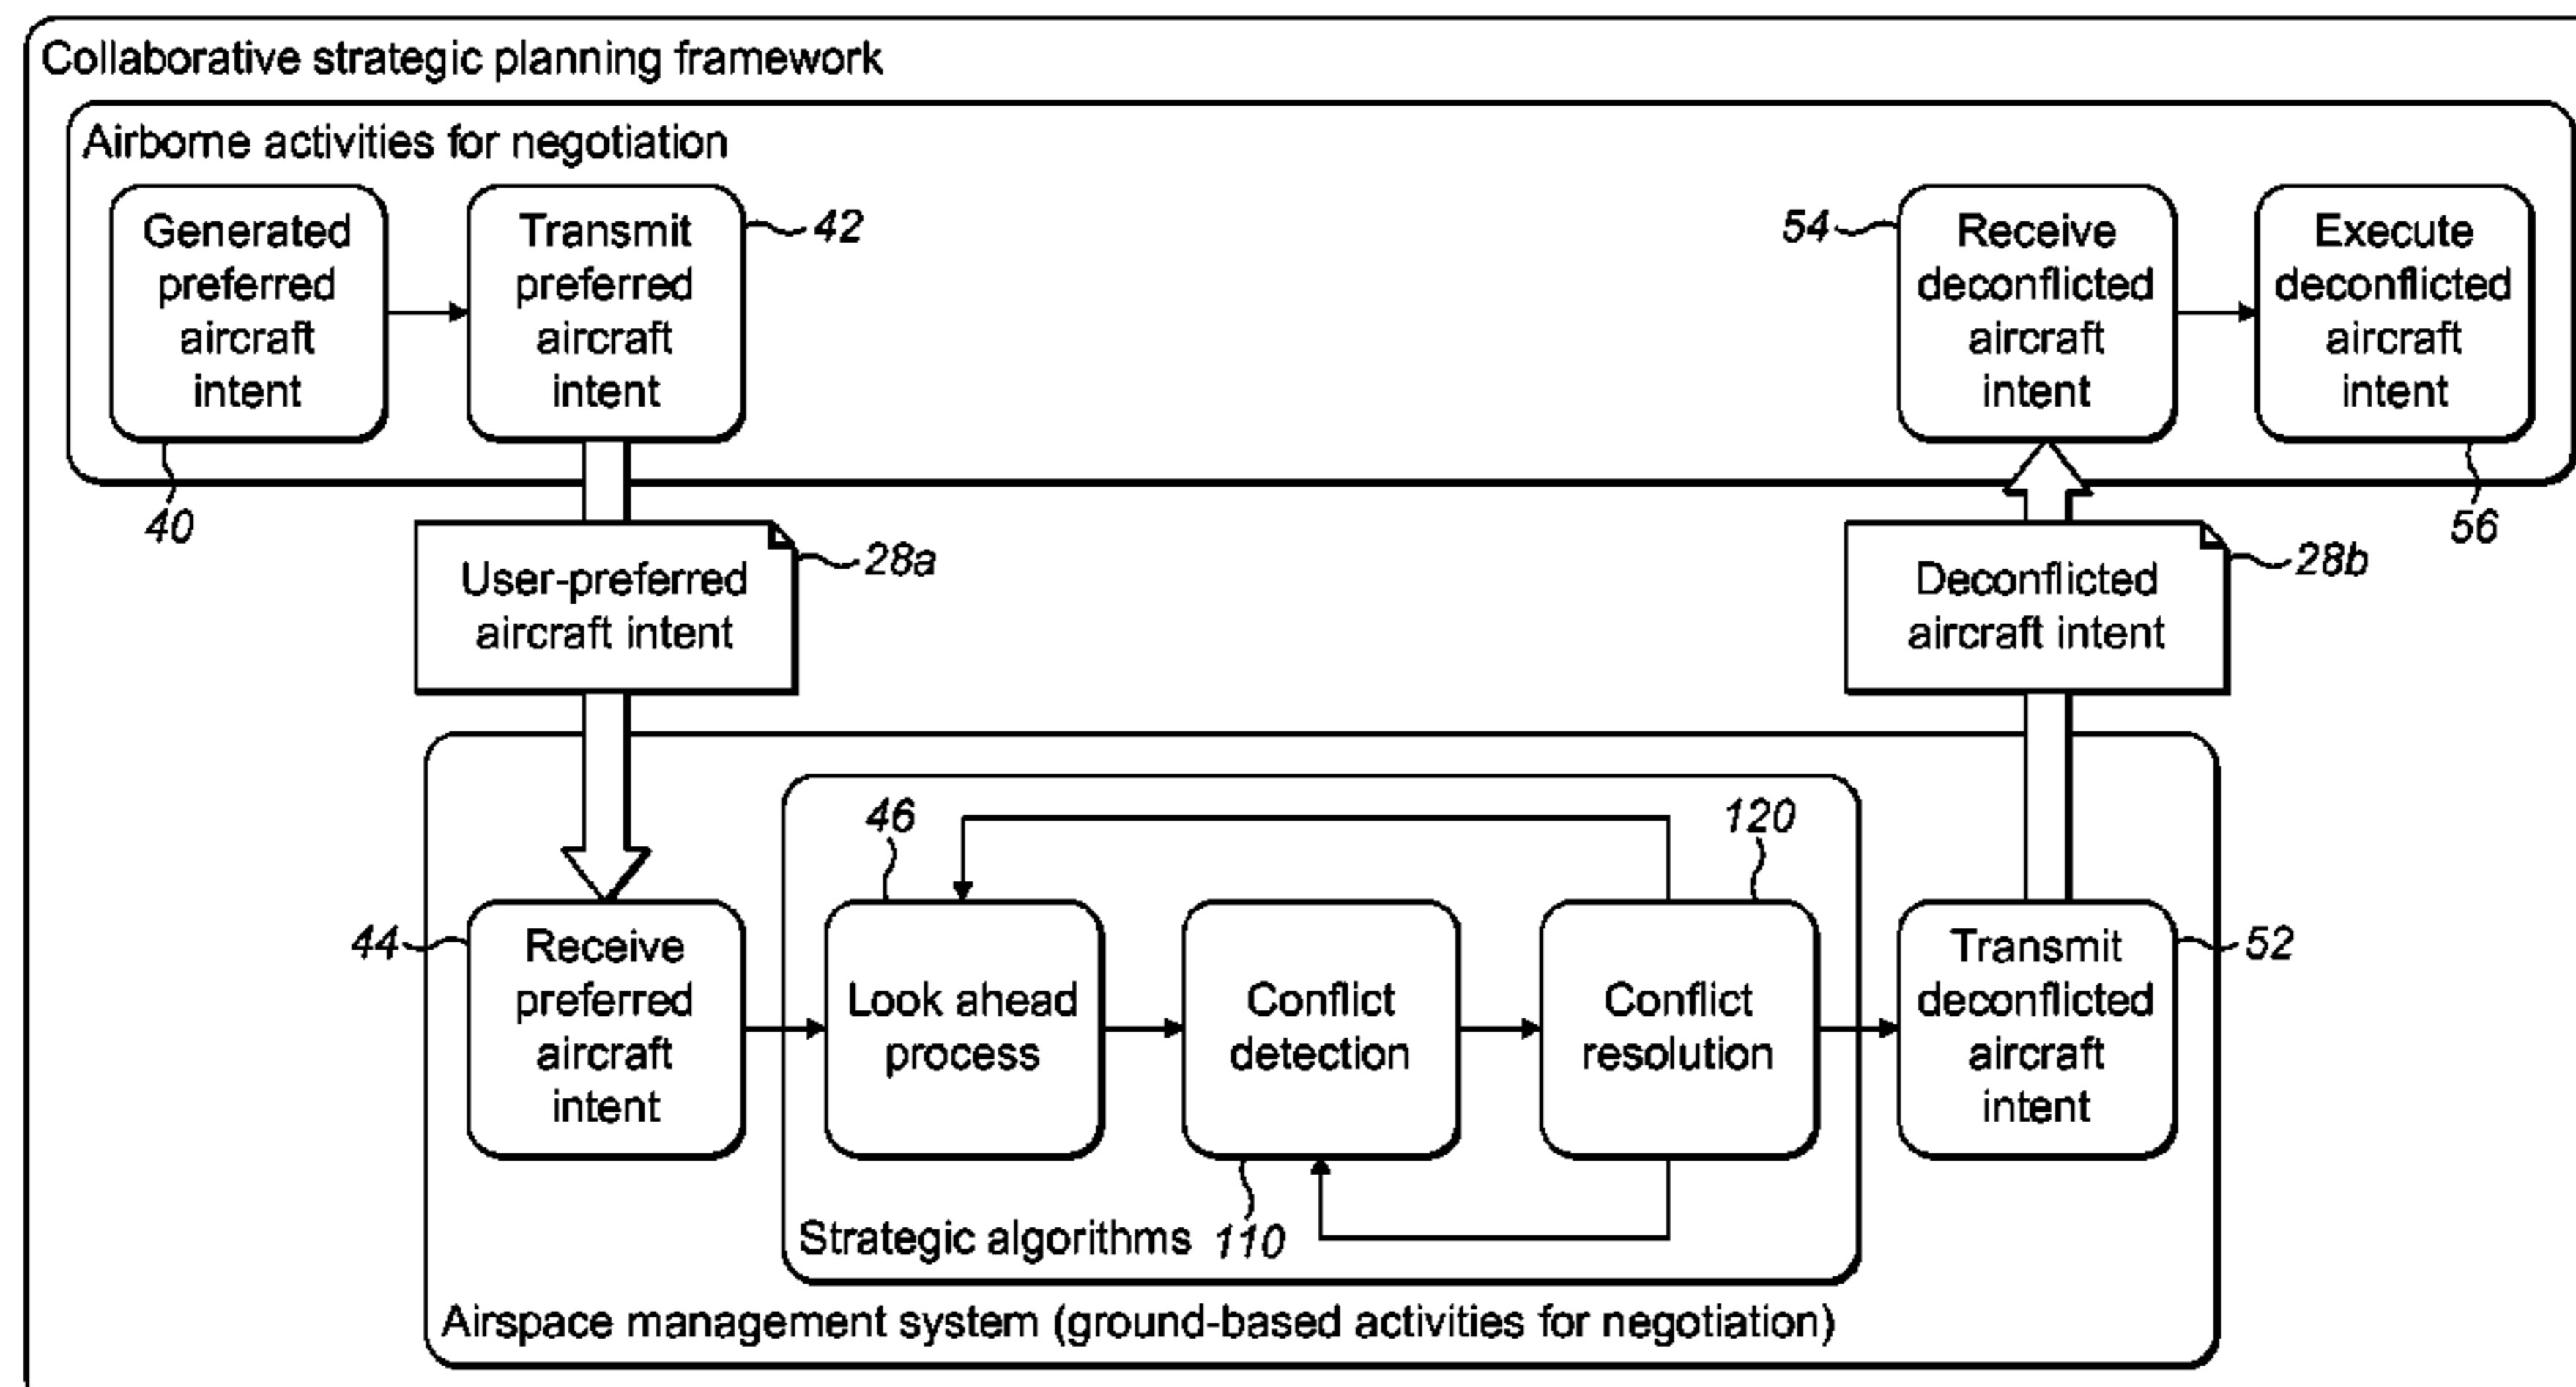 Collaborative strategic planning framework
Airborne activities for negotiation
Generated
preferred
aircraft
intent
40
Transmit
preferred
aircraft
intent
42
54
Receive
deconflicted
aircraft
intent
Execute
deconflicted
aircraft
intent
56
User-preferred
aircraft intent
28a
Deconflicted
aircraft intent
28b
44
Receive
preferred
aircraft
intent
46
Look ahead
process
Conflict
detection
110
120
Conflict
resolution
Strategic algorithms
Transmit
deconflicted
aircraft
intent
52
Airspace management system (ground-based activities for negotiation)